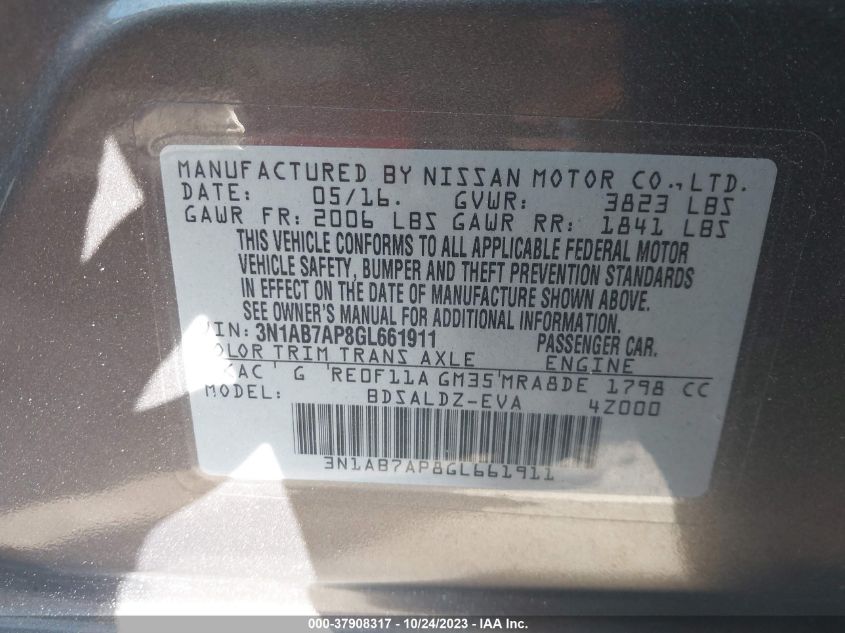 MANUFACTURED BY NISSAN MOTOR CO.,LTD.
DATE: 05/16. GVWR: 3823 LBS
GAWR FR: 2006 LBS GAWR RR: 1841 LBS
THIS VEHICLE CONFORMS TO ALL APPLICABLE FEDERAL MOTOR
VEHICLE SAFETY, BUMPER AND THEFT PREVENTION STANDARDS
IN EFFECT ON THE DATE OF MANUFACTURE SHOWN ABOVE.
SEE OWNER'S MANUAL FOR ADDITIONAL INFORMATION.
VIN: 3N1AB7AP8GL661911 PASSENGER CAR.
COLOR TRIM TRANS AXLE ENGINE
G RE0F11A GM35 MRA8DE 1798 CC
MODEL: BDSALDZ-EVA 4Z000
3N1AB7AP8GL661911
000-37908317 - 10/24/2023 - IAA Inc.